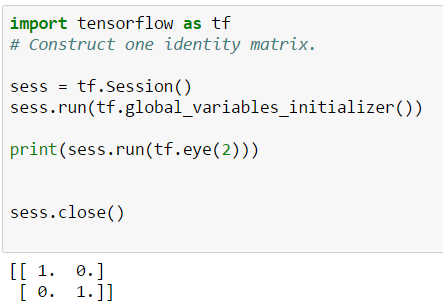 import tensorflow as tf
# Construct one identity matrix.
sess = tf.Session()
sess.run(tf.global_variables_initializer())
print(sess.run(tf.eye(2)))
sess.close()
[[ 1.  0.]
 [ 0.  1.]]